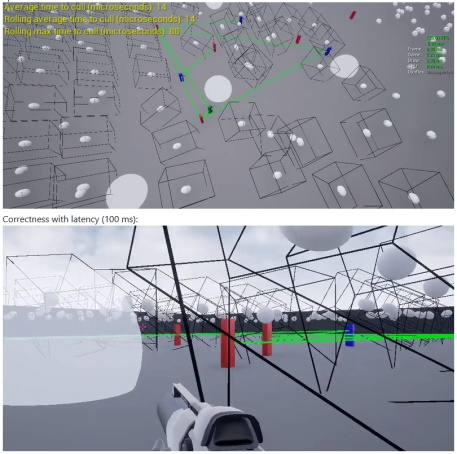 Average time to cull (microseconds): 14
Rolling average time to cull (microseconds): 14
Rolling max time to cull (microseconds):
Correctness with latency (100 ms):